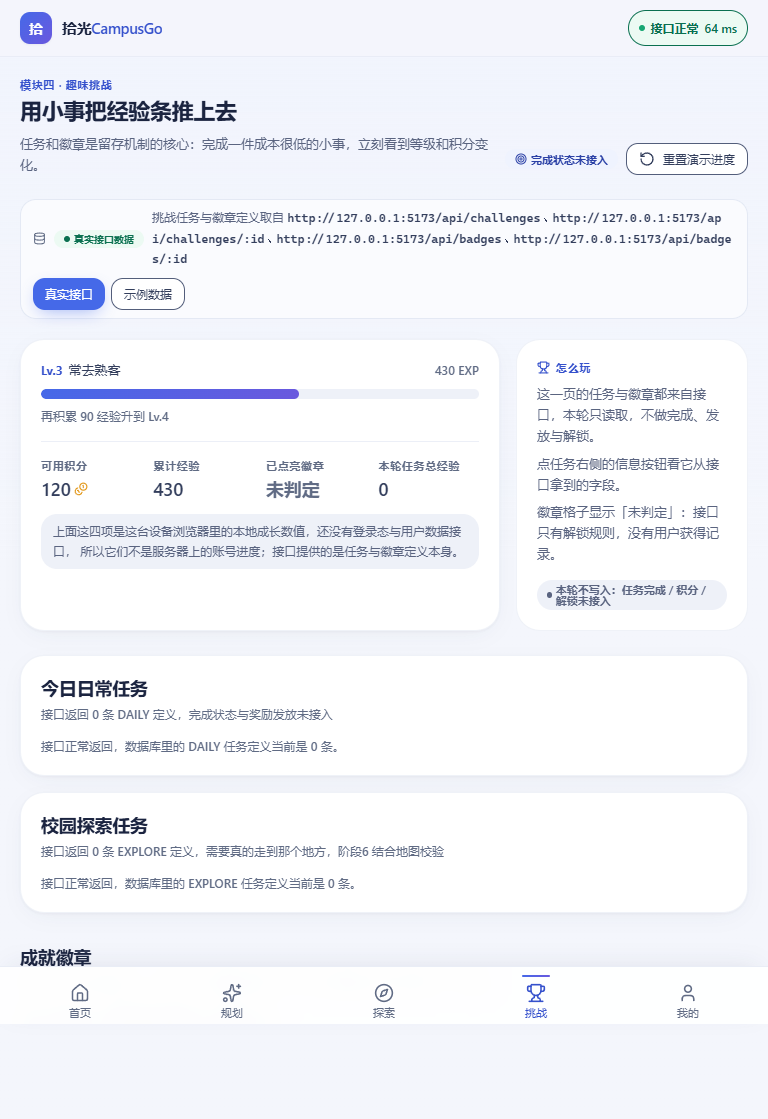 拾 拾光CampusGo
接口正常 64 ms
模块四 · 趣味挑战
用小事把经验条推上去
任务和徽章是留存机制的核心：完成一件成本很低的小事，立刻看到等级和积分变
化。
完成状态未接入
重置演示进度
真实接口数据
挑战任务与徽章定义取自 http://127.0.0.1:5173/api/challenges、http://127.0.0.1:5173/ap
i/challenges/:id、http://127.0.0.1:5173/api/badges、http://127.0.0.1:5173/api/badge
s/:id
真实接口 示例数据
Lv.3 常去熟客 430 EXP
再积累 90 经验升到 Lv.4
可用积分 累计经验 已点亮徽章 本轮任务总经验
120 430 未判定 0
上面这四项是这台设备浏览器里的本地成长数值，还没有登录态与用户数据接
口， 所以它们不是服务器上的账号进度；接口提供的是任务与徽章定义本身。
怎么玩
这一页的任务与徽章都来自接
口，本轮只读取，不做完成、发
放与解锁。
点任务右侧的信息按钮看它从接
口拿到的字段。
徽章格子显示「未判定」：接口
只有解锁规则，没有用户获得记
录。
本轮不写入：任务完成 / 积分 /
解锁未接入
今日日常任务
接口返回 0 条 DAILY 定义，完成状态与奖励发放未接入
接口正常返回，数据库里的 DAILY 任务定义当前是 0 条。
校园探索任务
接口返回 0 条 EXPLORE 定义，需要真的走到那个地方，阶段6 结合地图校验
接口正常返回，数据库里的 EXPLORE 任务定义当前是 0 条。
成就徽章
首页 规划 探索 挑战 我的